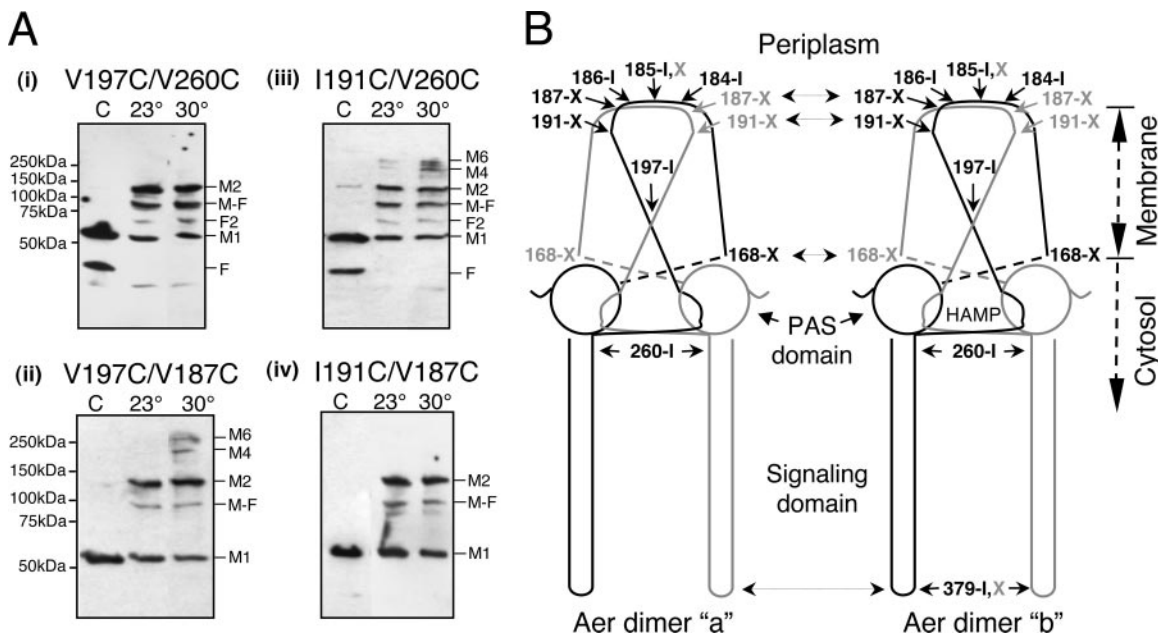 A
(i)
V197C/V260C
C 23° 30°
250kDa
150kDa
100kDa
75kDa
50kDa
M2
M-F
F2
M1
F
(iii)
I191C/V260C
C 23° 30°
M6
M4
M2
M-F
F2
M1
F
(ii)
V197C/V187C
C 23° 30°
250kDa
150kDa
100kDa
75kDa
50kDa
M6
M4
M2
M-F
M1
(iv)
I191C/V187C
C 23° 30°
M2
M-F
M1
B
Periplasm
185-I,X
186-I 184-I
187-X 187-X
191-X 191-X
197-I
168-X 168-X
260-I
185-I,X
186-I 184-I
187-X 187-X
191-X 191-X
197-I
168-X 168-X
HAMP
260-I
PAS
domain
Membrane
Cytosol
Signaling
domain
379-I,X
Aer dimer “a”
Aer dimer “b”